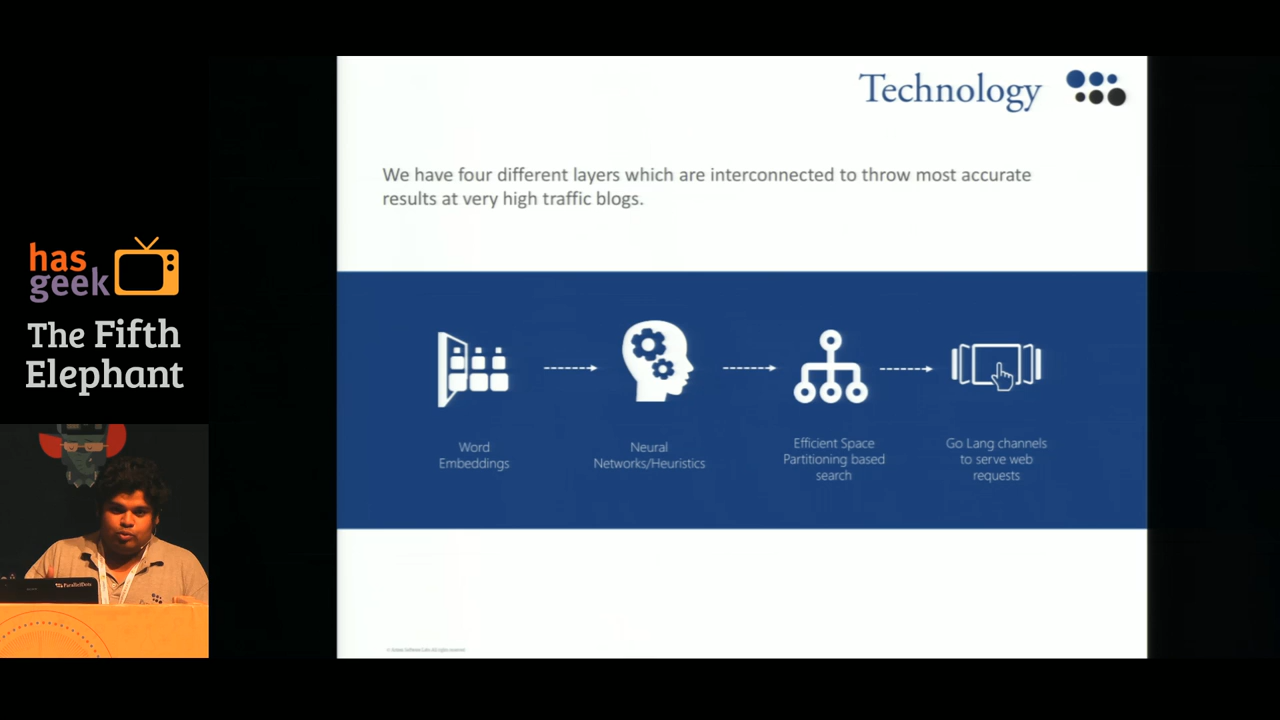 Technology
We have four different layers which are interconnected to throw most accurate
results at very high traffic blogs.
has
geek
The Fifth
Elephant
Word
Embeddings
Neural
Networks/Heuristics
Efficient Space
Partitioning based
search
Go Lang channels
to serve web
requests
ParallelDots